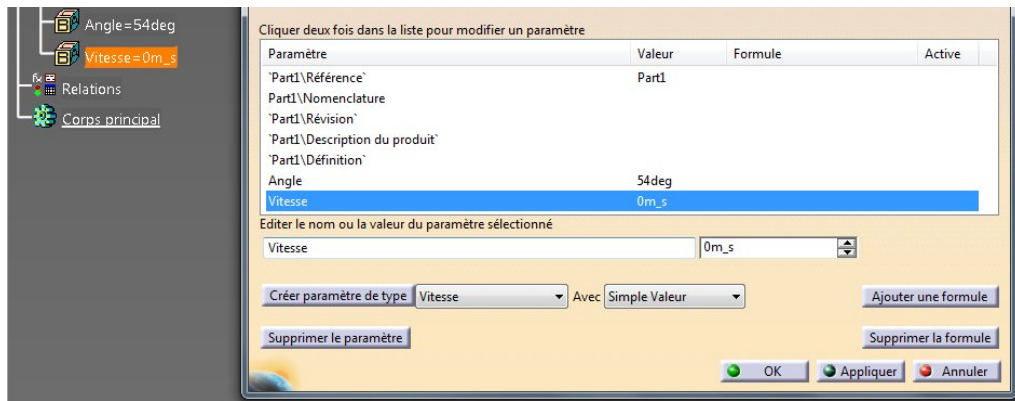 Angle=54deg
Vitesse=0m_s
Relations
Corps principal
Cliquer deux fois dans la liste pour modifier un paramètre
Paramètre Valeur Formule Active
`Part1\Référence` Part1
Part1\Nomenclature
`Part1\Révision`
`Part1\Description du produit`
`Part1\Définition`
Angle 54deg
Vitesse 0m_s
Editer le nom ou la valeur du paramètre sélectionné
Vitesse 0m_s
Créer paramètre de type Vitesse Avec Simple Valeur Ajouter une formule
Supprimer le paramètre Supprimer la formule
OK Appliquer Annuler